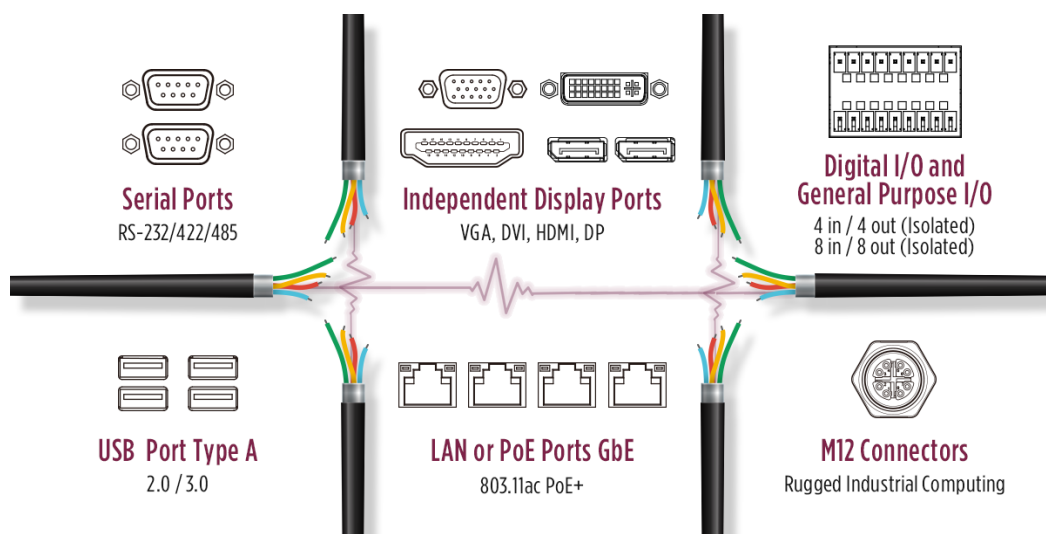 Serial Ports
RS-232/422/485
Independent Display Ports
VGA, DVI, HDMI, DP
Digital I/O and
General Purpose I/O
4 in / 4 out (Isolated)
8 in / 8 out (Isolated)
USB Port Type A
2.0 / 3.0
LAN or PoE Ports GbE
803.11ac PoE+
M12 Connectors
Rugged Industrial Computing